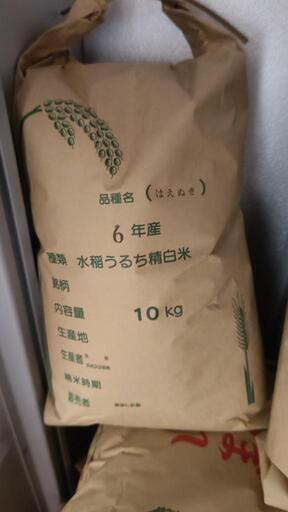 品種名 (はえぬき)
6年産
種類 水稲うるち精白米
銘柄
内容量 10kg
生産地
生産者
精米時期
販売者